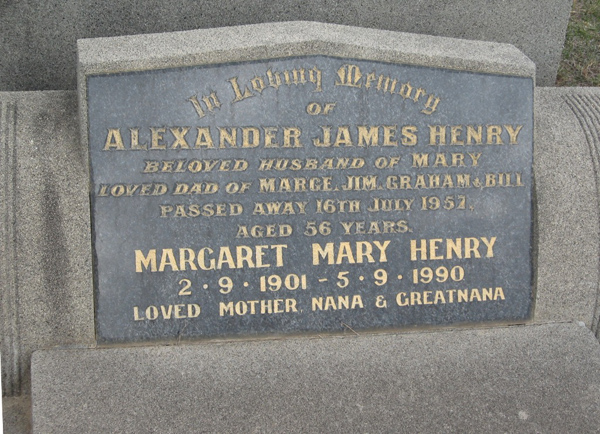 In Loving Memory
OF
ALEXANDER JAMES HENRY
BELOVED HUSBAND OF MARY
LOVED DAD OF MARGE, JIM, GRAHAM & BILL
PASSED AWAY 16TH JULY 1957,
AGED 56 YEARS.
MARGARET MARY HENRY
2 · 9 · 1901 - 5 · 9 · 1990
LOVED MOTHER, NANA & GREATNANA